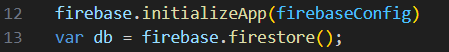 12 firebase.initializeApp(firebaseConfig)
13 var db = firebase.firestore();